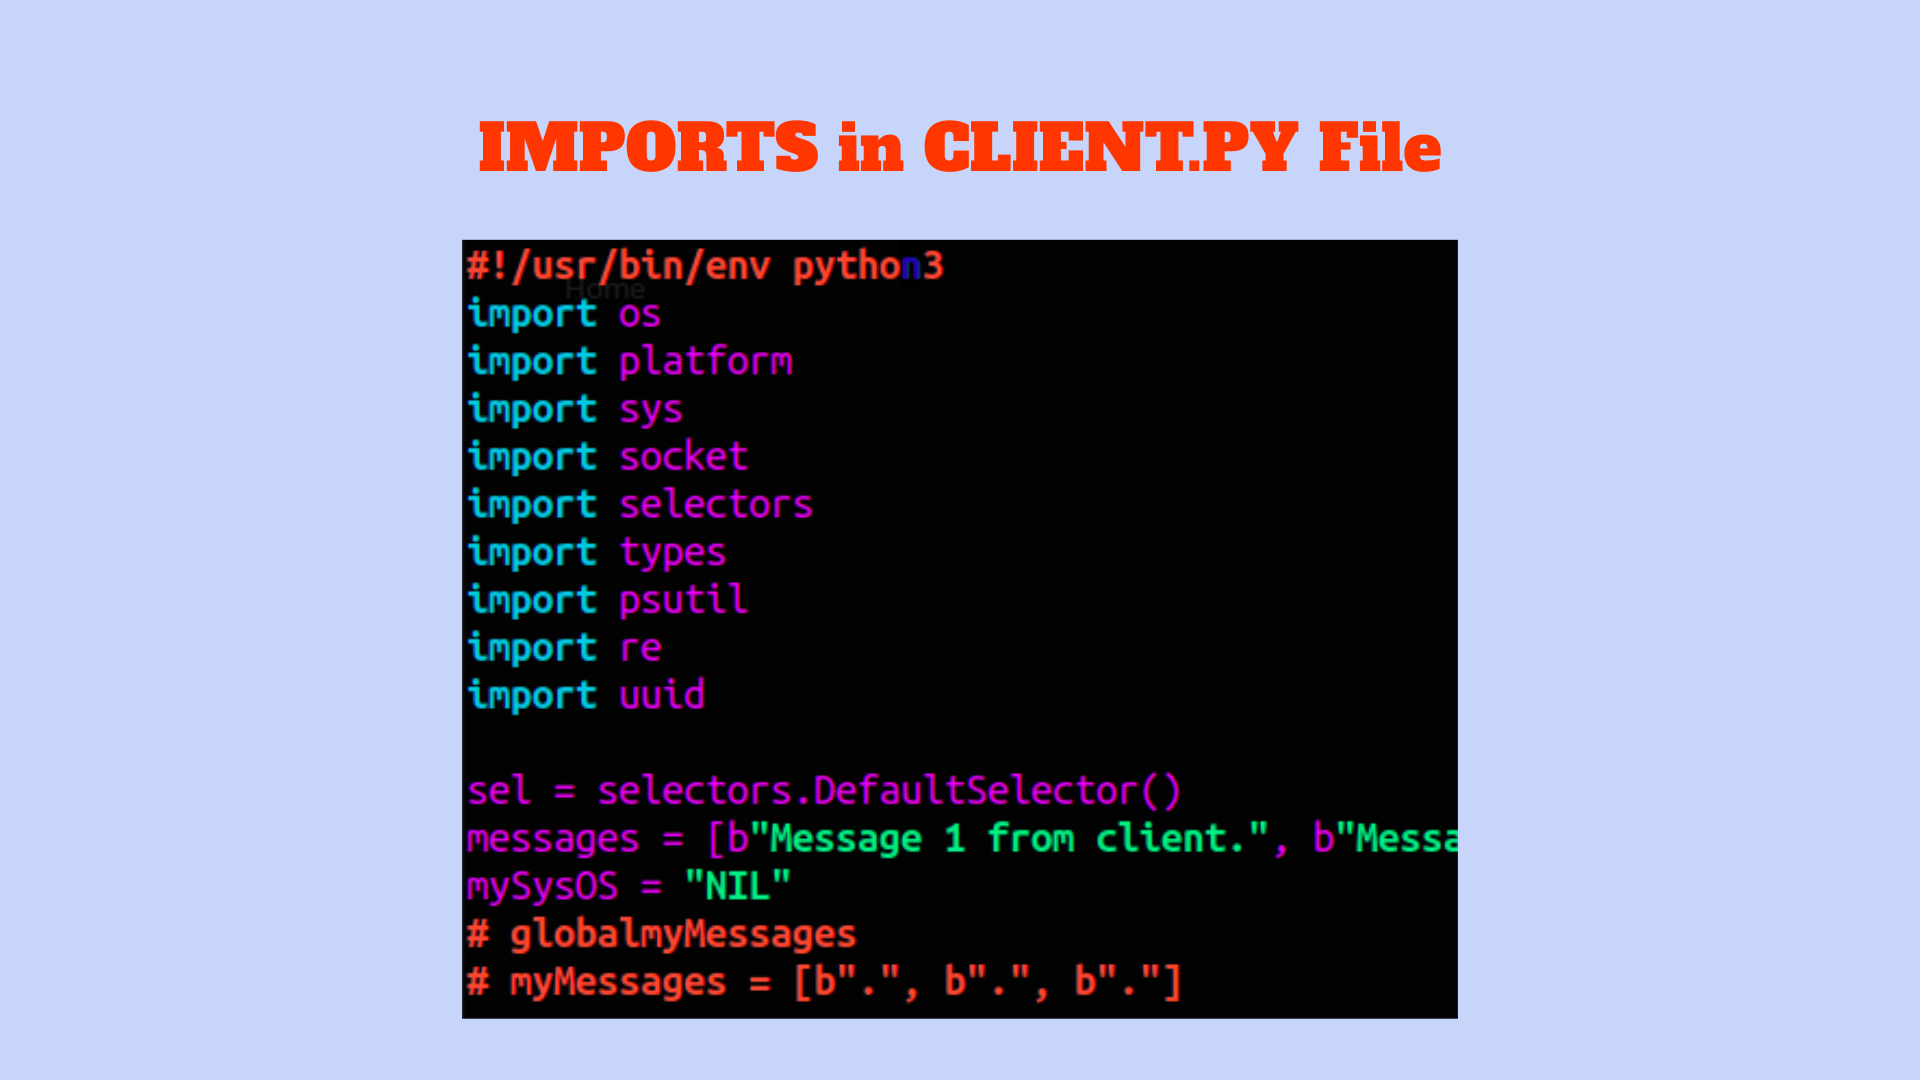 IMPORTS in CLIENT.PY File
#!/usr/bin/env python3
Home
import os
import platform
import sys
import socket
import selectors
import types
import psutil
import re
import uuid
sel = selectors.DefaultSelector()
messages = [b"Message 1 from client.", b"Messa
mySysOS = "NIL"
# globalmyMessages
# myMessages = [b".", b".", b"."]